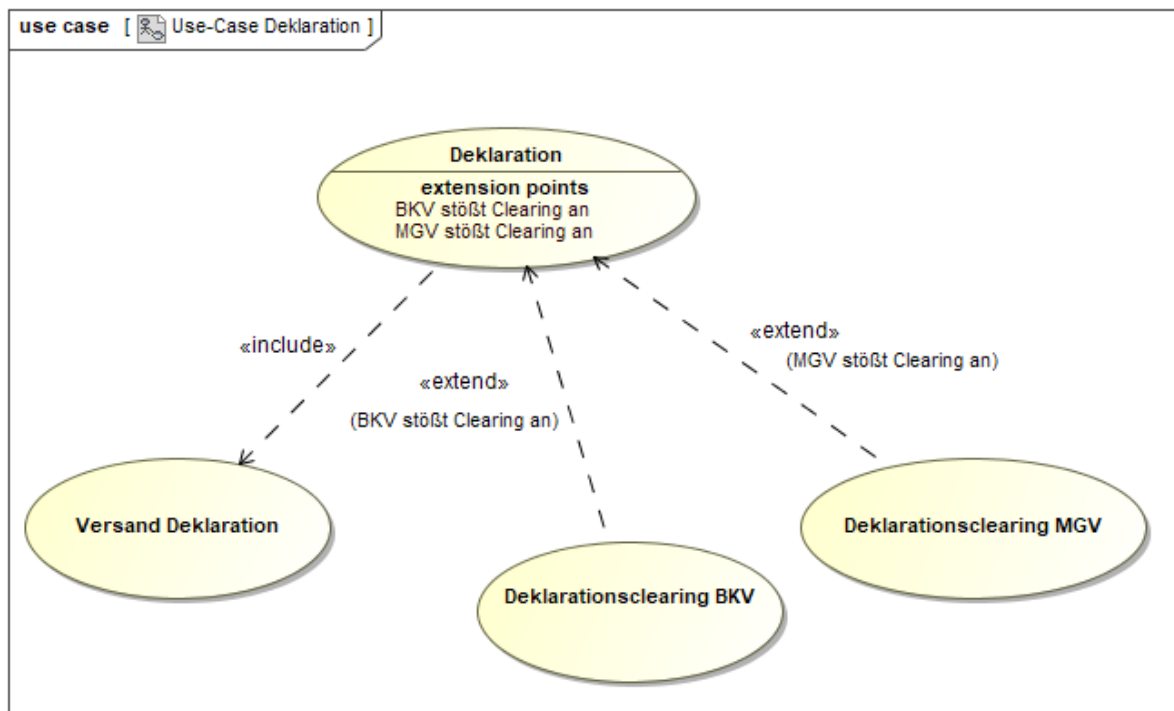 use case [ Use-Case Deklaration ]
Deklaration
extension points
BKV stößt Clearing an
MGV stößt Clearing an
«include»
«extend»
(MGV stößt Clearing an)
«extend»
(BKV stößt Clearing an)
Versand Deklaration
Deklarationsclearing MGV
Deklarationsclearing BKV